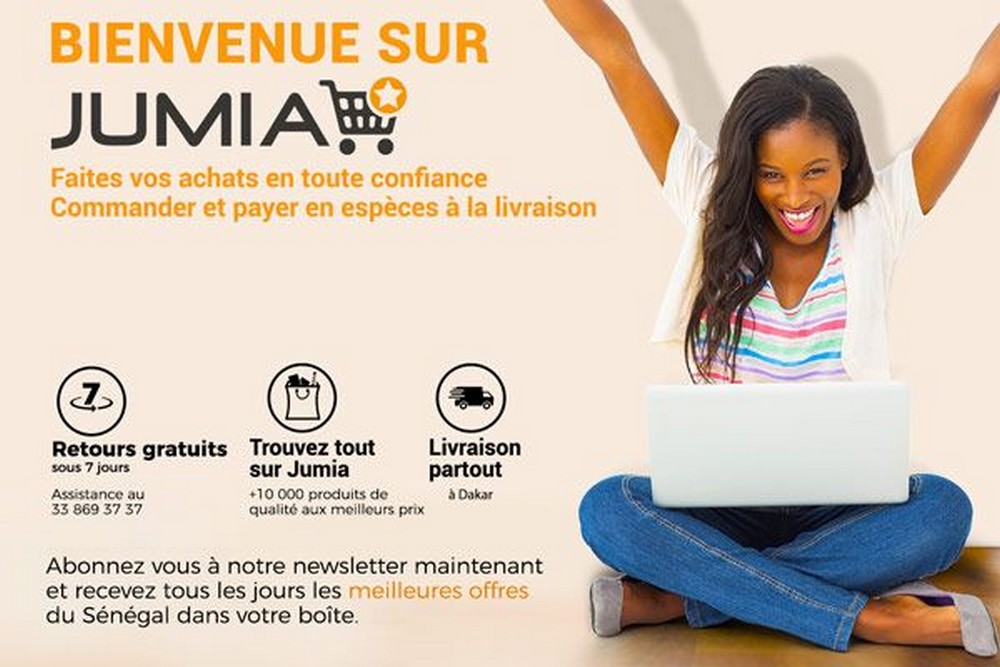 BIENVENUE SUR
JUMIA
Faites vos achats en toute confiance
Commander et payer en espèces à la livraison
7
Retours gratuits
sous 7 jours
Assistance au
33 869 37 37
Trouvez tout
sur Jumia
+10 000 produits de
qualité aux meilleurs prix
Livraison
partout
à Dakar
Abonnez vous à notre newsletter maintenant
et recevez tous les jours les meilleures offres
du Sénégal dans votre boîte.